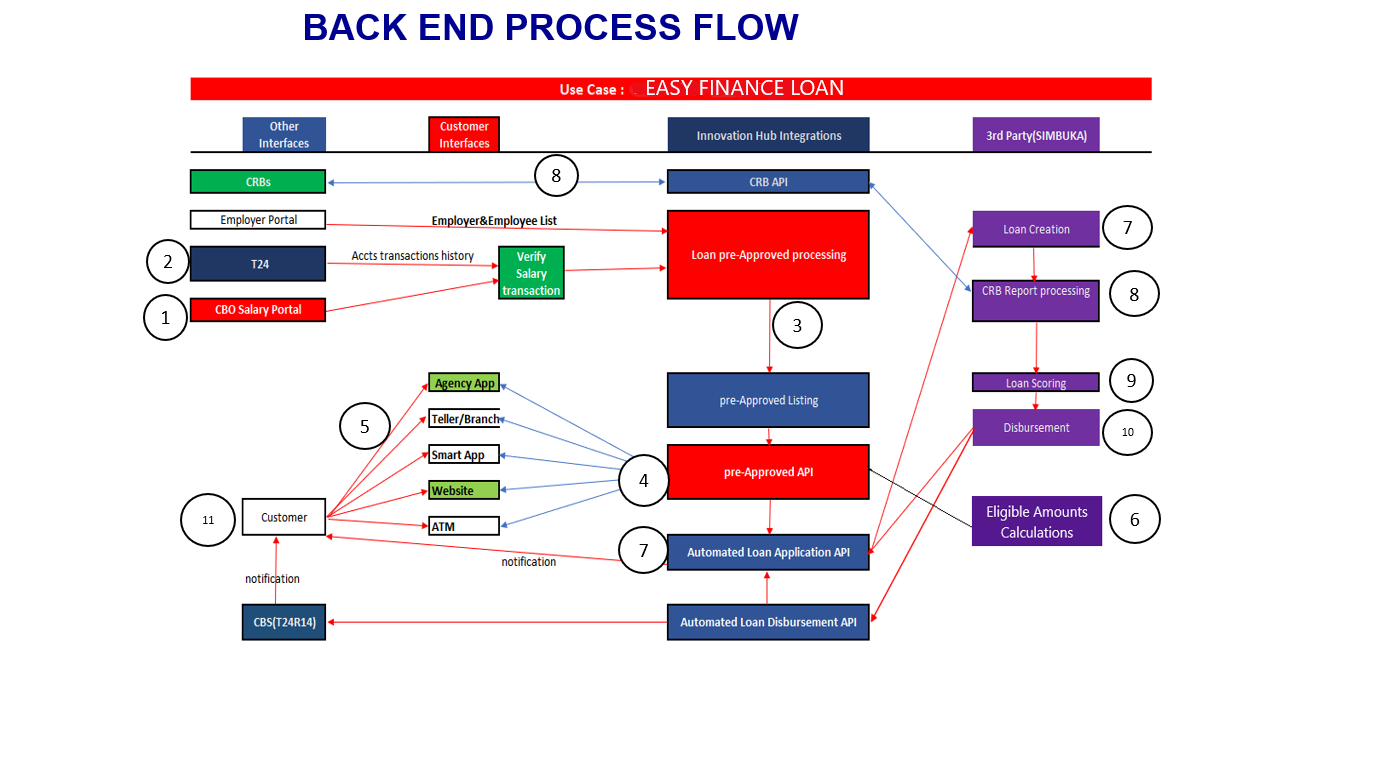 BACK END PROCESS FLOW
Use Case : EASY FINANCE LOAN
Other
Interfaces
Customer
Interfaces
Innovation Hub Integrations
3rd Party(SIMBUKA)
CRBs
8
CRB API
Employer Portal
Employer&Employee List
Loan pre-Approved processing
Loan Creation
7
2
T24
Accts transactions history
Verify
Salary
transaction
CRB Report processing
8
1
CBO Salary Portal
3
Agency App
pre-Approved Listing
Loan Scoring
9
5
Teller/Branch
Disbursement
10
Smart App
4
pre-Approved API
Website
11
Customer
ATM
Eligible Amounts
Calculations
6
7
Automated Loan Application API
notification
notification
CBS(T24R14)
Automated Loan Disbursement API